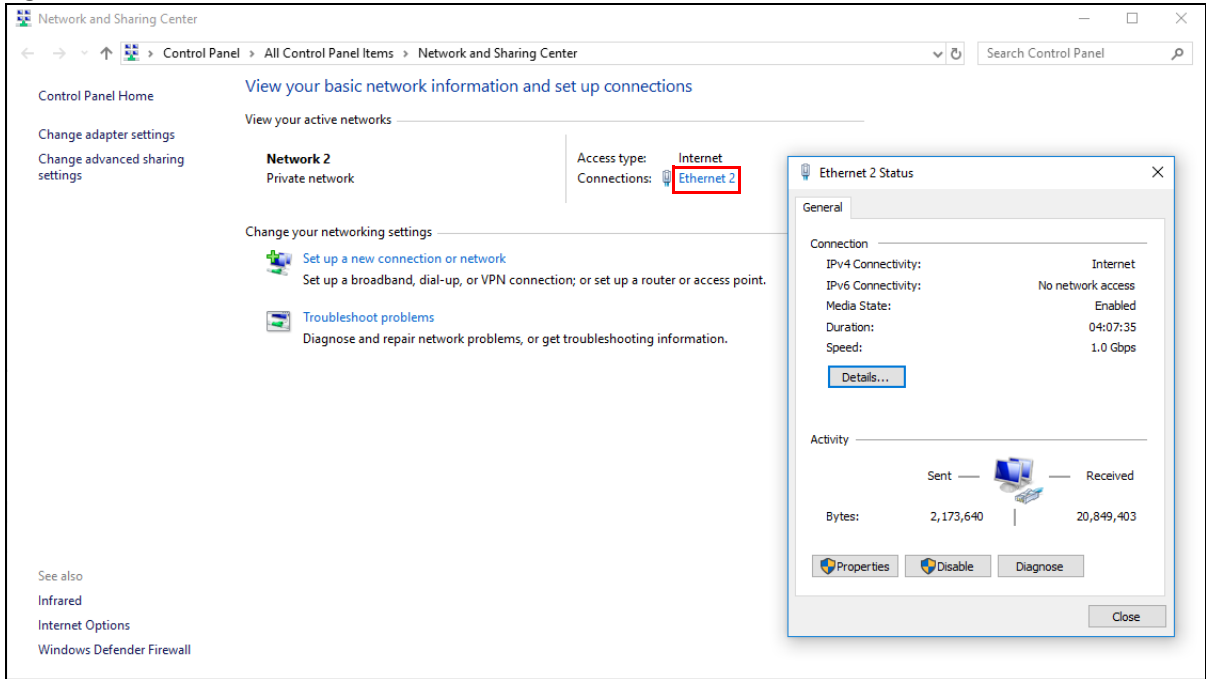 Network and Sharing Center
Control Panel > All Control Panel Items > Network and Sharing Center
Search Control Panel
Control Panel Home
Change adapter settings
Change advanced sharing
settings
View your basic network information and set up connections
View your active networks
Network 2
Private network
Access type: Internet
Connections: Ethernet 2
Change your networking settings
Set up a new connection or network
Set up a broadband, dial-up, or VPN connection; or set up a router or access point.
Troubleshoot problems
Diagnose and repair network problems, or get troubleshooting information.
See also
Infrared
Internet Options
Windows Defender Firewall
Ethernet 2 Status
General
Connection
IPv4 Connectivity: Internet
IPv6 Connectivity: No network access
Media State: Enabled
Duration: 04:07:35
Speed: 1.0 Gbps
Details...
Activity
Sent — — Received
Bytes: 2,173,640 | 20,849,403
Properties Disable Diagnose
Close